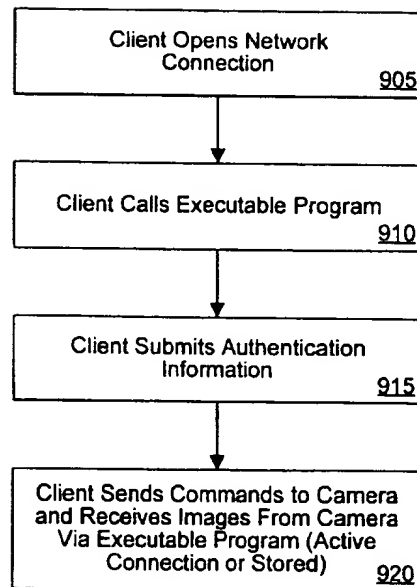 Client Opens Network
Connection
905
Client Calls Executable Program
910
Client Submits Authentication
Information
915
Client Sends Commands to Camera
and Receives Images From Camera
Via Executable Program (Active
Connection or Stored)
920